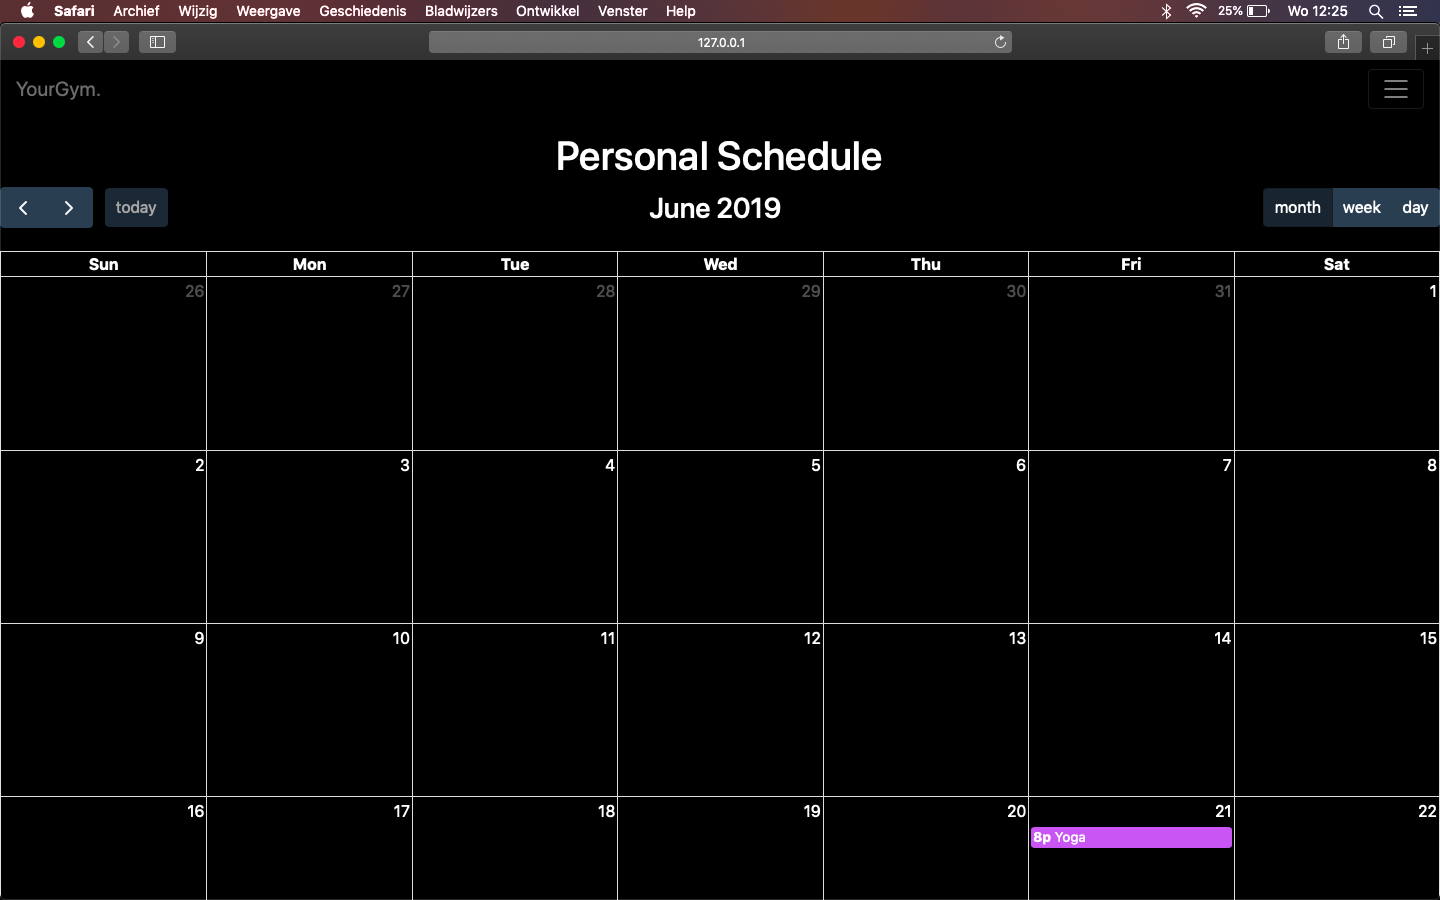 Safari Archief Wijzig Weergave Geschiedenis Bladwijzers Ontwikkel Venster Help 25% Wo 12:25
127.0.0.1
YourGym.
Personal Schedule
today June 2019 month week day
Sun Mon Tue Wed Thu Fri Sat
26 27 28 29 30 31 1
2 3 4 5 6 7 8
9 10 11 12 13 14 15
16 17 18 19 20 21 22
8p Yoga